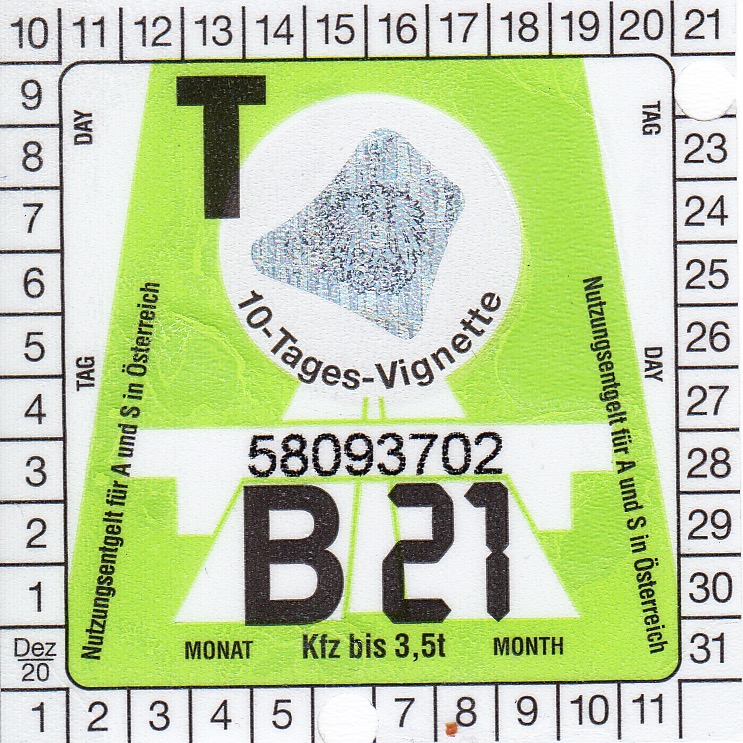 10 11 12 13 14 15 16 17 18 19 20 21
9
8
7
6
5
4
3
2
1
Dez
20
DAY
TAG
T
TAG
DAY
10-Tages-Vignette
Nutzungsentgelt für A und S in Österreich
Nutzungsentgelt für A und S in Österreich
58093702
B 21
MONAT Kfz bis 3,5t MONTH
23
24
25
26
27
28
29
30
31
1 2 3 4 5 7 8 9 10 11